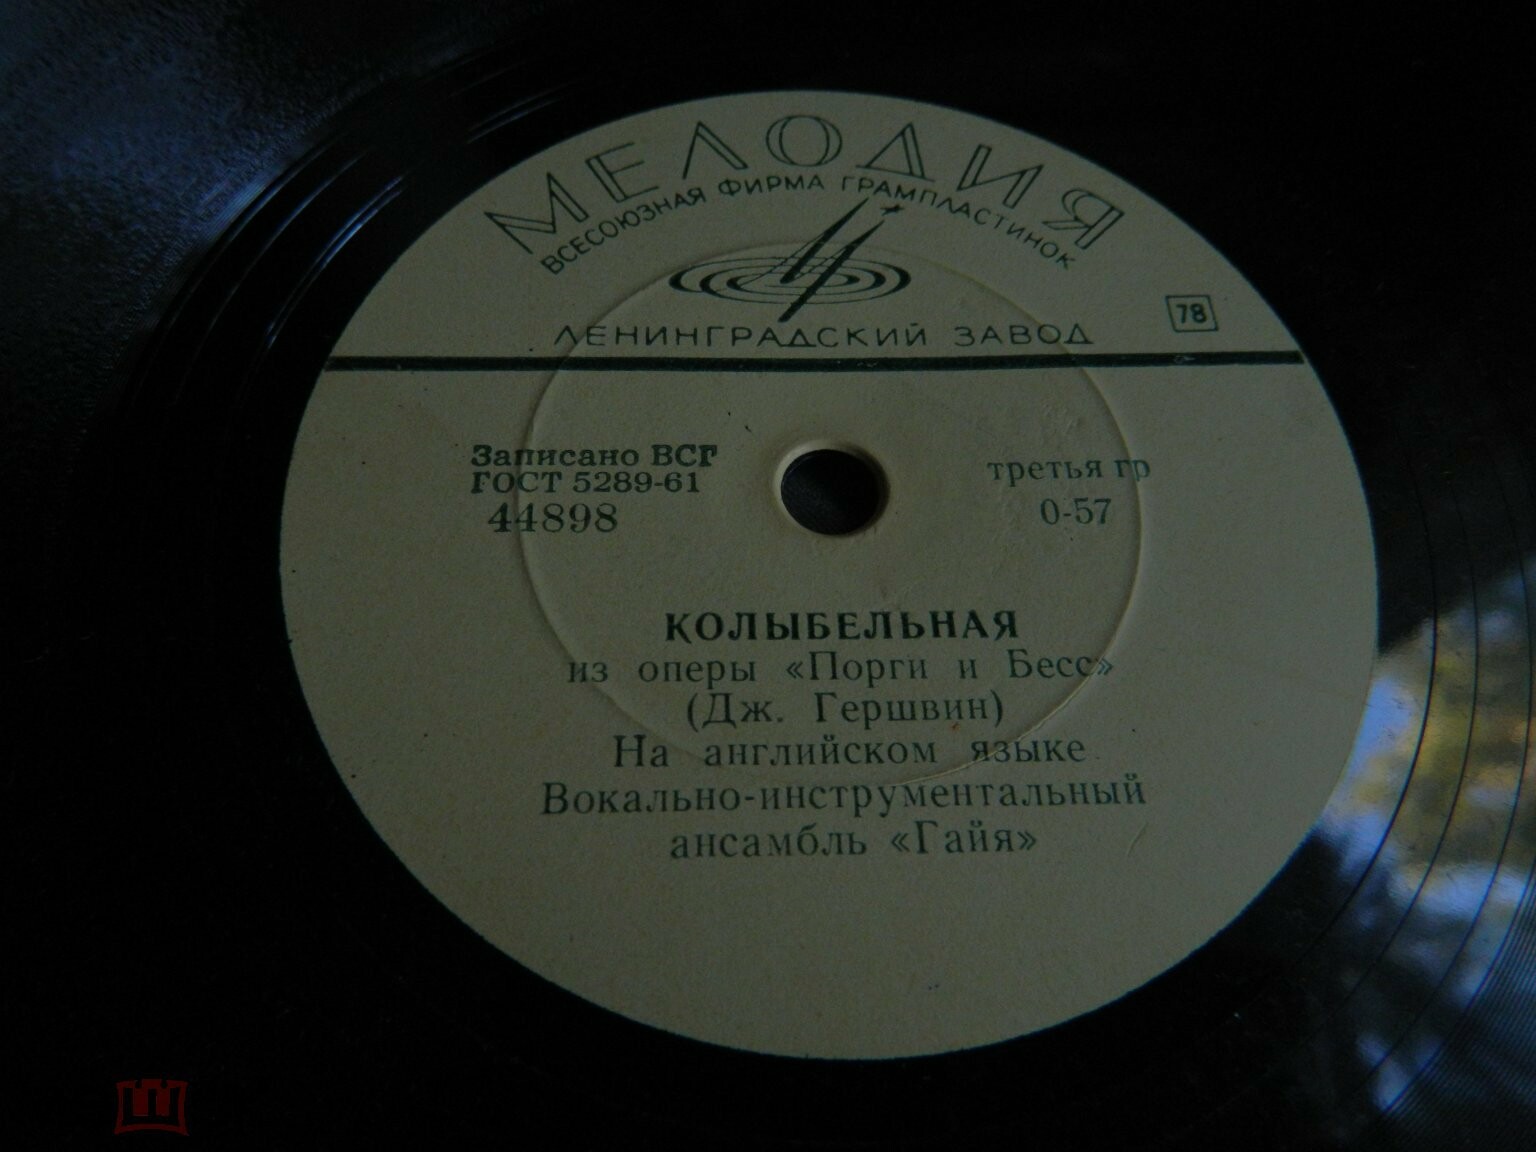 МЕЛОДИЯ
ВСЕСОЮЗНАЯ ФИРМА ГРАМПЛАСТИНОК
ЛЕНИНГРАДСКИЙ ЗАВОД
78
Записано ВСГ
ГОСТ 5289-61
44898
третья гр
0-57
КОЛЫБЕЛЬНАЯ
из оперы «Порги и Бесс»
(Дж. Гершвин)
На английском языке
Вокально-инструментальный
ансамбль «Гайя»